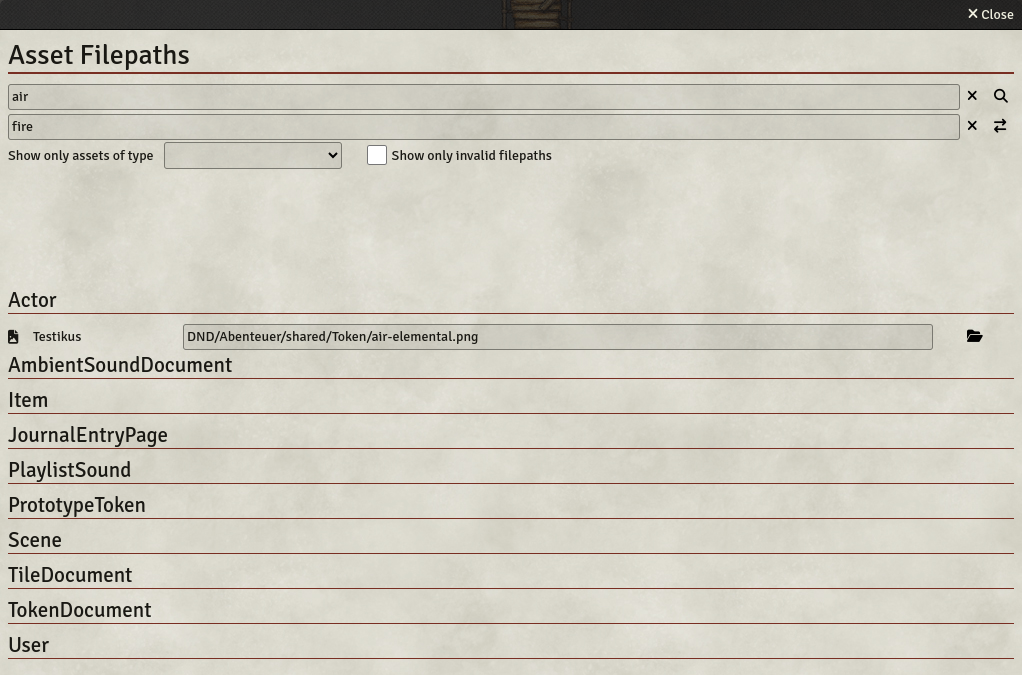 Close
Asset Filepaths
air
fire
Show only assets of type
Show only invalid filepaths
Actor
Testikus DND/Abenteuer/shared/Token/air-elemental.png
AmbientSoundDocument
Item
JournalEntryPage
PlaylistSound
PrototypeToken
Scene
TileDocument
TokenDocument
User